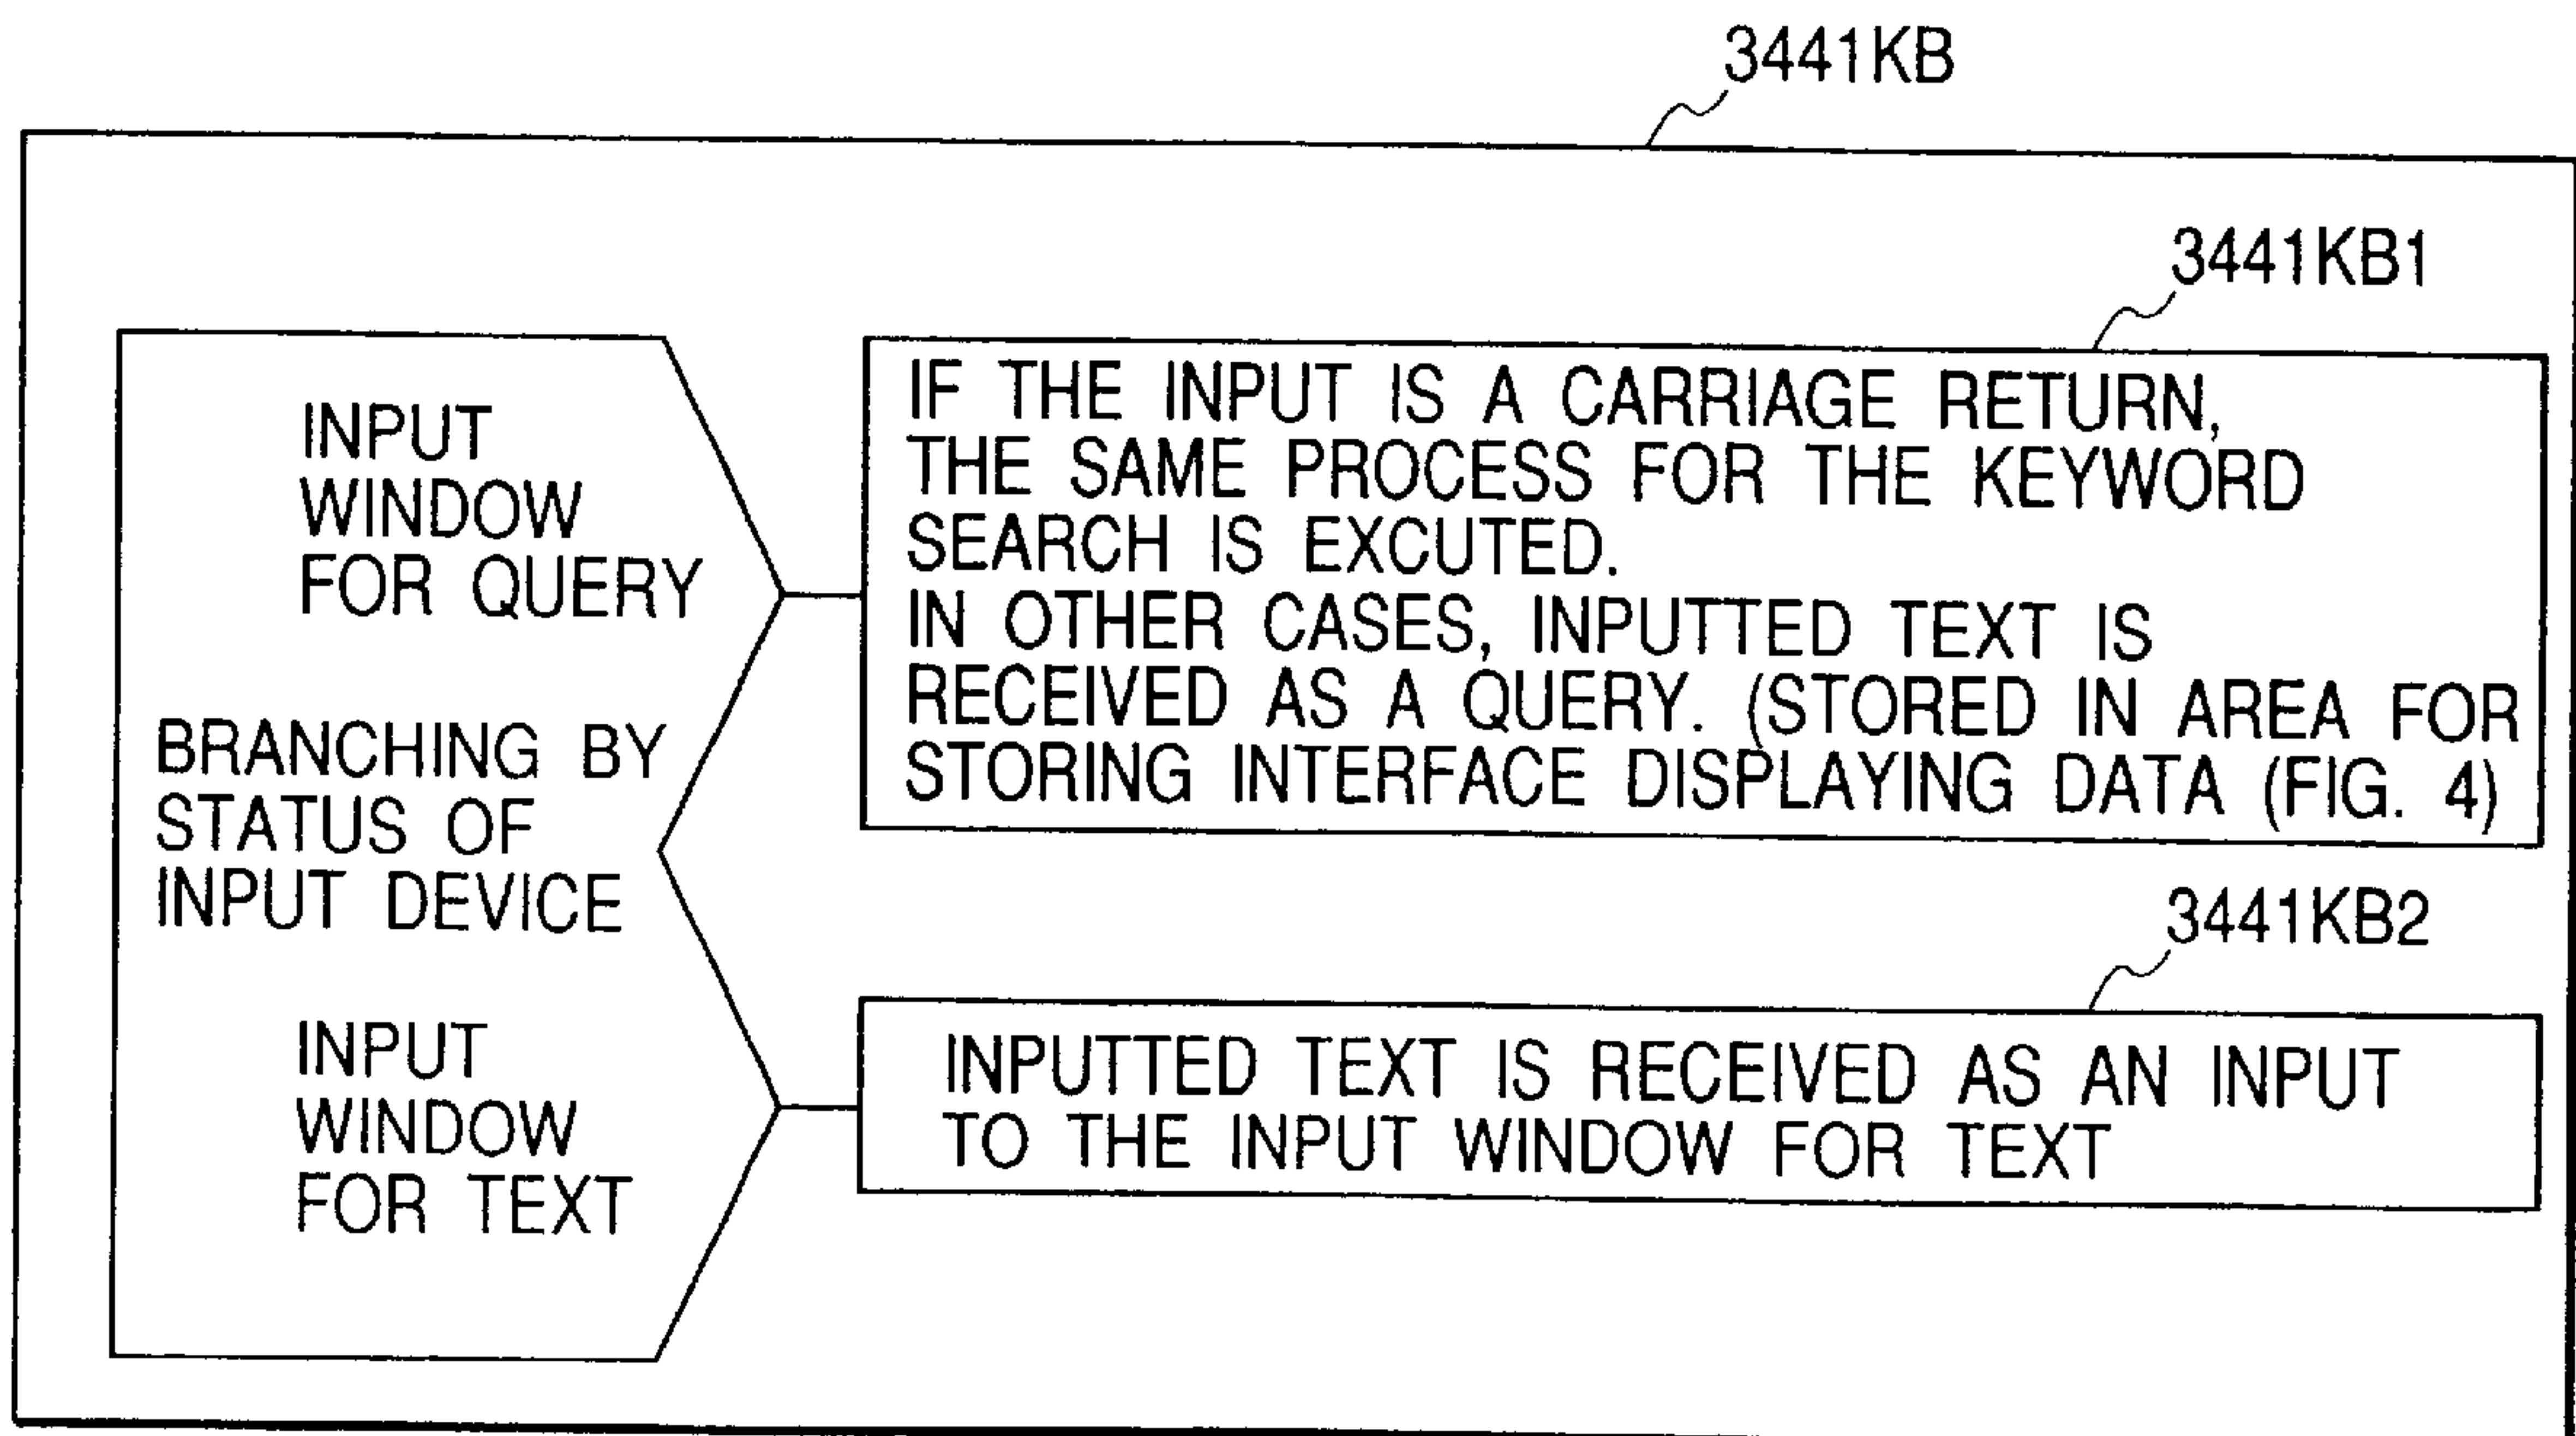 3441KB
3441KB1
INPUT
WINDOW
FOR QUERY
BRANCHING BY
STATUS OF
INPUT DEVICE
INPUT
WINDOW
FOR TEXT
IF THE INPUT IS A CARRIAGE RETURN,
THE SAME PROCESS FOR THE KEYWORD
SEARCH IS EXCUTED.
IN OTHER CASES, INPUTTED TEXT IS
RECEIVED AS A QUERY. (STORED IN AREA FOR
STORING INTERFACE DISPLAYING DATA (FIG. 4)
3441KB2
INPUTTED TEXT IS RECEIVED AS AN INPUT
TO THE INPUT WINDOW FOR TEXT